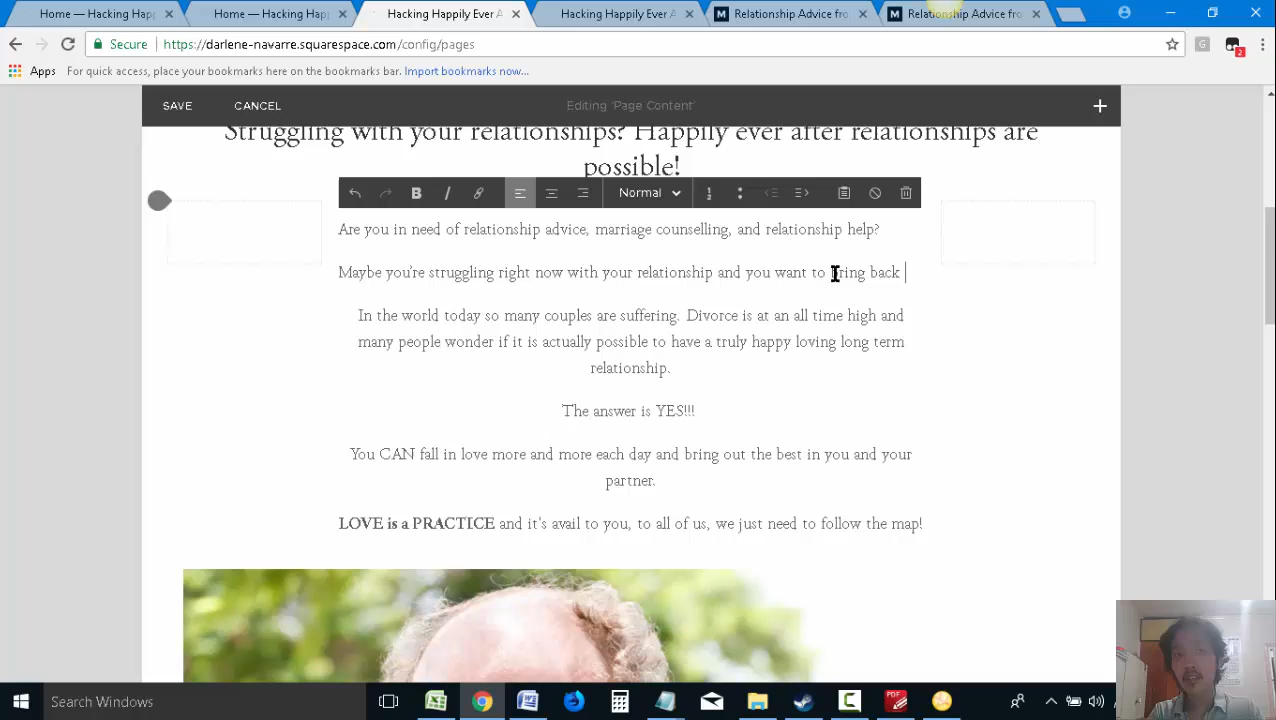 Home — Hacking Happ
Home — Hacking Hap
Hacking Happily Ever A
Hacking Happily Ever A
Relationship Advice from
Relationship Advice fro
Secure https://darlene-navarre.squarespace.com/config/pages
G
2
Apps For quick access, place your bookmarks here on the bookmarks bar. Import bookmarks now...
SAVE CANCEL Editing 'Page Content'
Struggling with your relationships? Happily ever after relationships are
possible!
B I Normal
Are you in need of relationship advice, marriage counselling, and relationship help?
Maybe you're struggling right now with your relationship and you want to bring back
In the world today so many couples are suffering. Divorce is at an all time high and
many people wonder if it is actually possible to have a truly happy loving long term
relationship.
The answer is YES!!!
You CAN fall in love more and more each day and bring out the best in you and your
partner.
LOVE is a PRACTICE and it's avail to you, to all of us, we just need to follow the map!
Search Windows